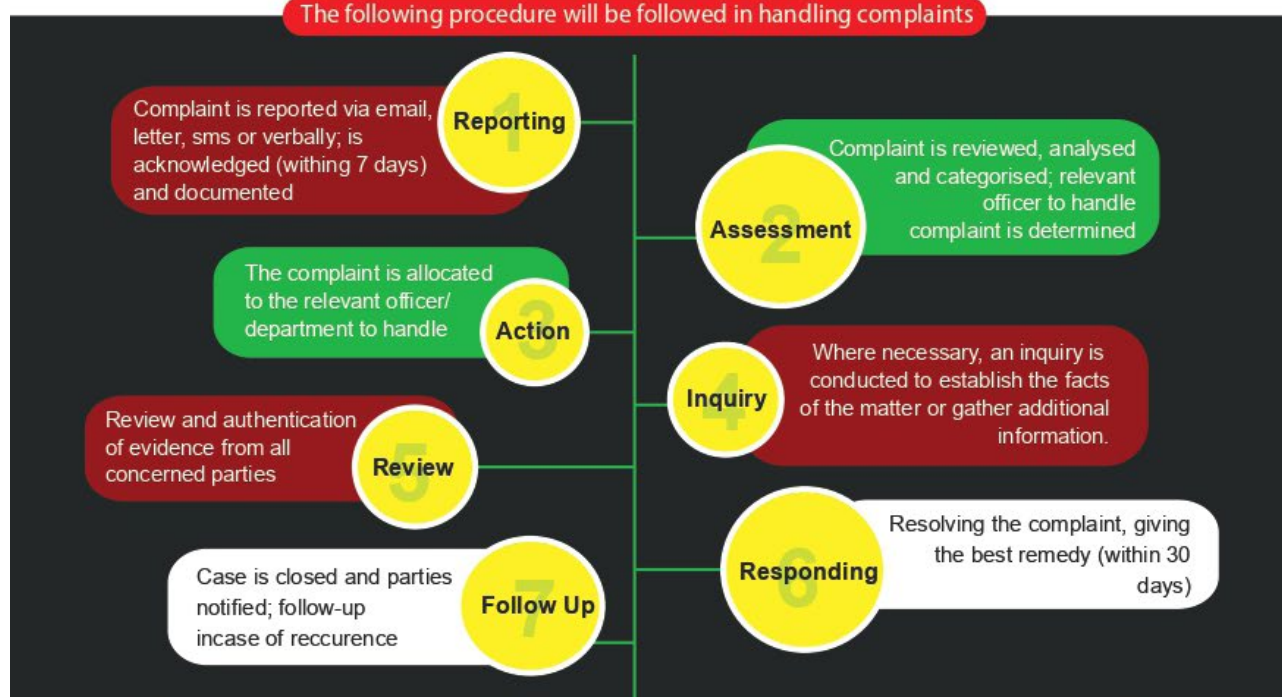 The following procedure will be followed in handling complaints
1
Reporting
Complaint is reported via email,
letter, sms or verbally; is
acknowledged (withing 7 days)
and documented
2
Assessment
Complaint is reviewed, analysed
and categorised; relevant
officer to handle
complaint is determined
3
Action
The complaint is allocated
to the relevant officer/
department to handle
4
Inquiry
Where necessary, an inquiry is
conducted to establish the facts
of the matter or gather additional
information.
5
Review
Review and authentication
of evidence from all
concerned parties
6
Responding
Resolving the complaint, giving
the best remedy (within 30
days)
7
Follow Up
Case is closed and parties
notified; follow-up
incase of reccurence